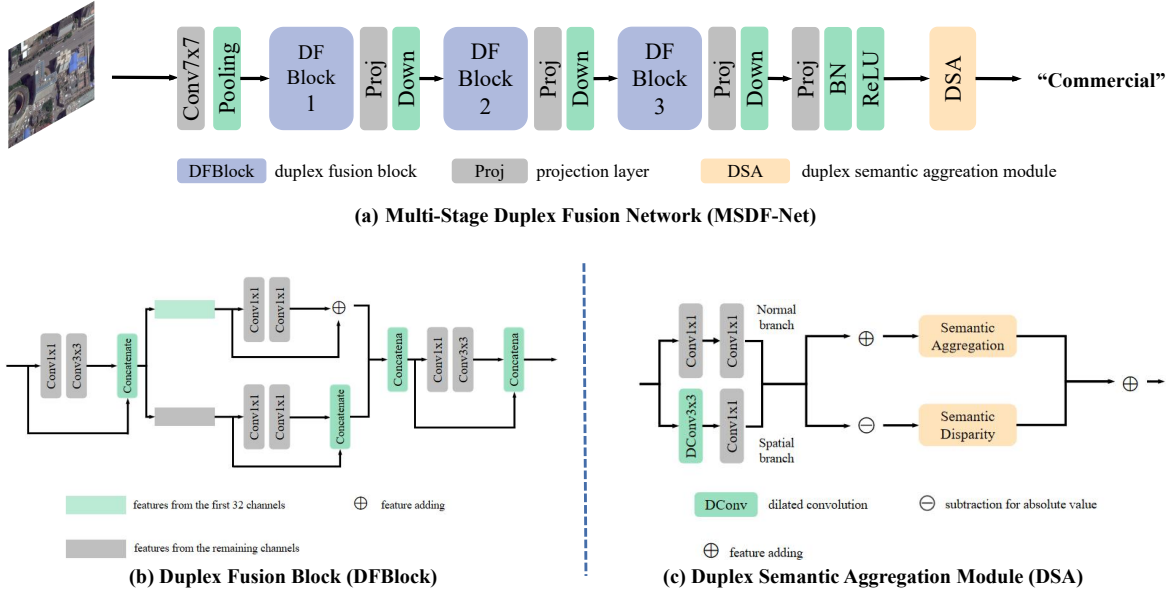 Conv7x7
Pooling
DF
Block
1
Proj
Down
DF
Block
2
Proj
Down
DF
Block
3
Proj
Down
Proj
BN
ReLU
DSA
“Commercial”
DFBlock duplex fusion block
Proj projection layer
DSA duplex semantic aggreation module
(a) Multi-Stage Duplex Fusion Network (MSDF-Net)
Conv1x1
Conv3x3
Concatenate
Conv1x1
Conv1x1
Conv1x1
Conv1x1
Concatenate
Concatena
Conv1x1
Conv3x3
Concatena
features from the first 32 channels
feature adding
features from the remaining channels
(b) Duplex Fusion Block (DFBlock)
Conv1x1
Conv1x1
Normal
branch
DConv3x3
Conv1x1
Spatial
branch
Semantic
Aggregation
Semantic
Disparity
DConv dilated convolution
subtraction for absolute value
feature adding
(c) Duplex Semantic Aggregation Module (DSA)